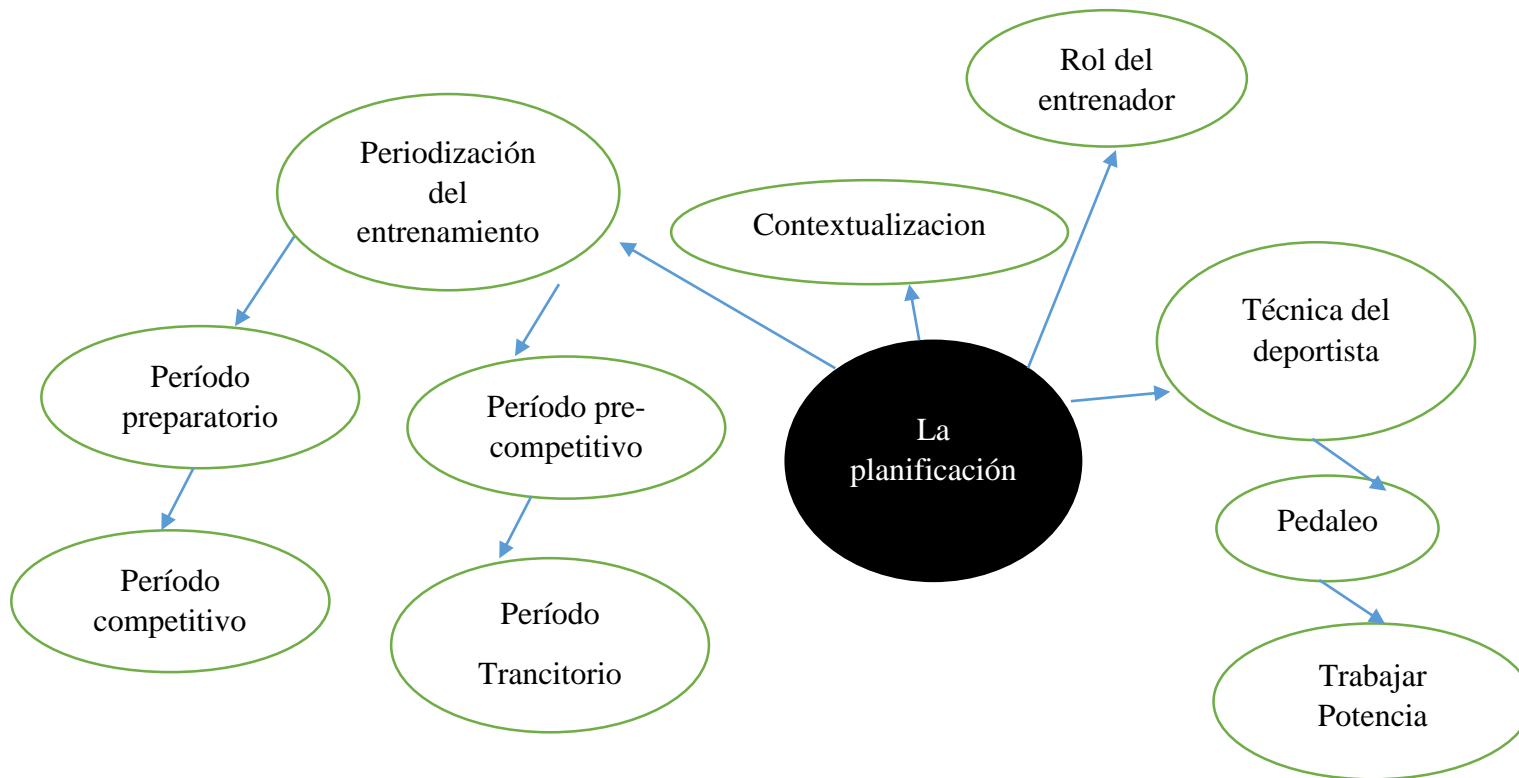 Rol del
entrenador
Periodización
del
entrenamiento
Contextualizacion
Técnica del
deportista
Período
preparatorio
Período pre-
competitivo
La
planificación
Pedaleo
Período
competitivo
Período
Trancitorio
Trabajar
Potencia